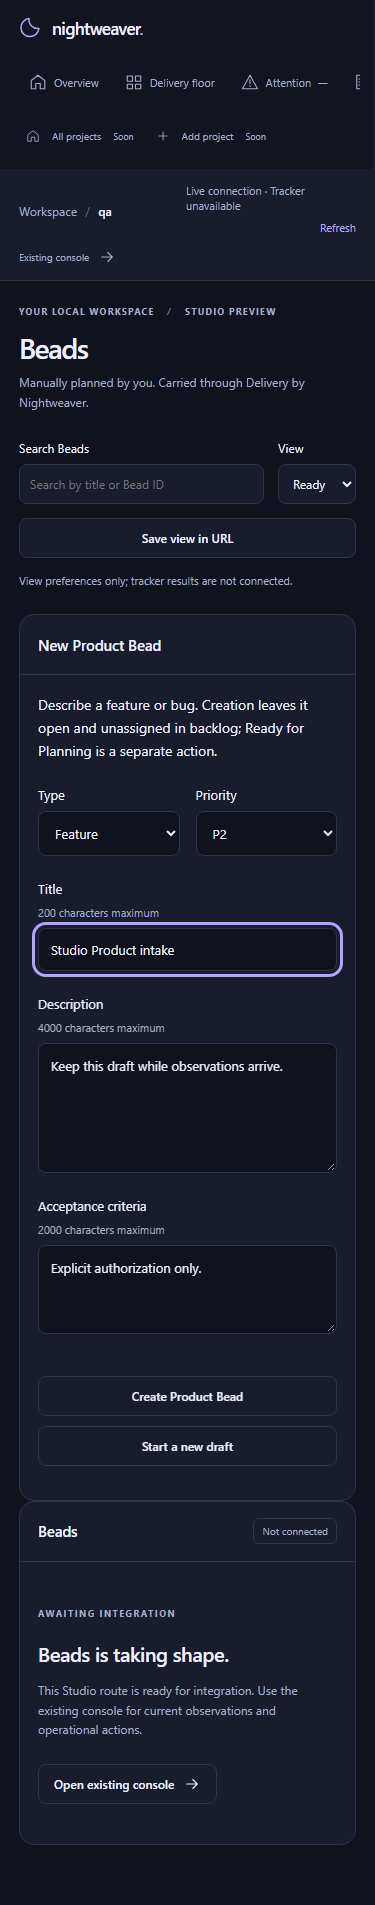 nightweaver.
Overview
Delivery floor
Attention —
All projects Soon
Add project Soon
Workspace / qa
Live connection · Tracker
unavailable
Refresh
Existing console
YOUR LOCAL WORKSPACE / STUDIO PREVIEW
Beads
Manually planned by you. Carried through Delivery by
Nightweaver.
Search Beads
View
Search by title or Bead ID
Ready
Save view in URL
View preferences only; tracker results are not connected.
New Product Bead
Describe a feature or bug. Creation leaves it
open and unassigned in backlog; Ready for
Planning is a separate action.
Type
Priority
Feature
P2
Title
200 characters maximum
Studio Product intake
Description
4000 characters maximum
Keep this draft while observations arrive.
Acceptance criteria
2000 characters maximum
Explicit authorization only.
Create Product Bead
Start a new draft
Beads
Not connected
AWAITING INTEGRATION
Beads is taking shape.
This Studio route is ready for integration. Use the
existing console for current observations and
operational actions.
Open existing console